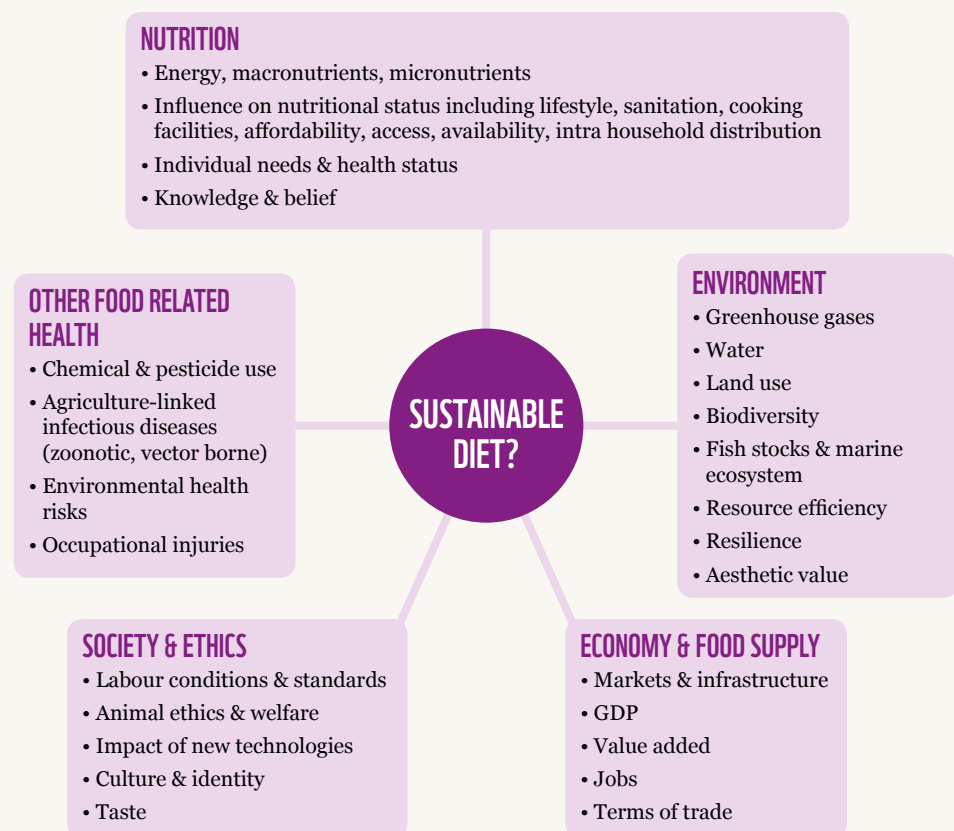 NUTRITION
• Energy, macronutrients, micronutrients
• Influence on nutritional status including lifestyle, sanitation, cooking
facilities, affordability, access, availability, intra household distribution
• Individual needs & health status
• Knowledge & belief
OTHER FOOD RELATED
HEALTH
• Chemical & pesticide use
• Agriculture-linked
infectious diseases
(zoonotic, vector borne)
• Environmental health
risks
• Occupational injuries
SUSTAINABLE
DIET?
ENVIRONMENT
• Greenhouse gases
• Water
• Land use
• Biodiversity
• Fish stocks & marine
ecosystem
• Resource efficiency
• Resilience
• Aesthetic value
SOCIETY & ETHICS
• Labour conditions & standards
• Animal ethics & welfare
• Impact of new technologies
• Culture & identity
• Taste
ECONOMY & FOOD SUPPLY
• Markets & infrastructure
• GDP
• Value added
• Jobs
• Terms of trade